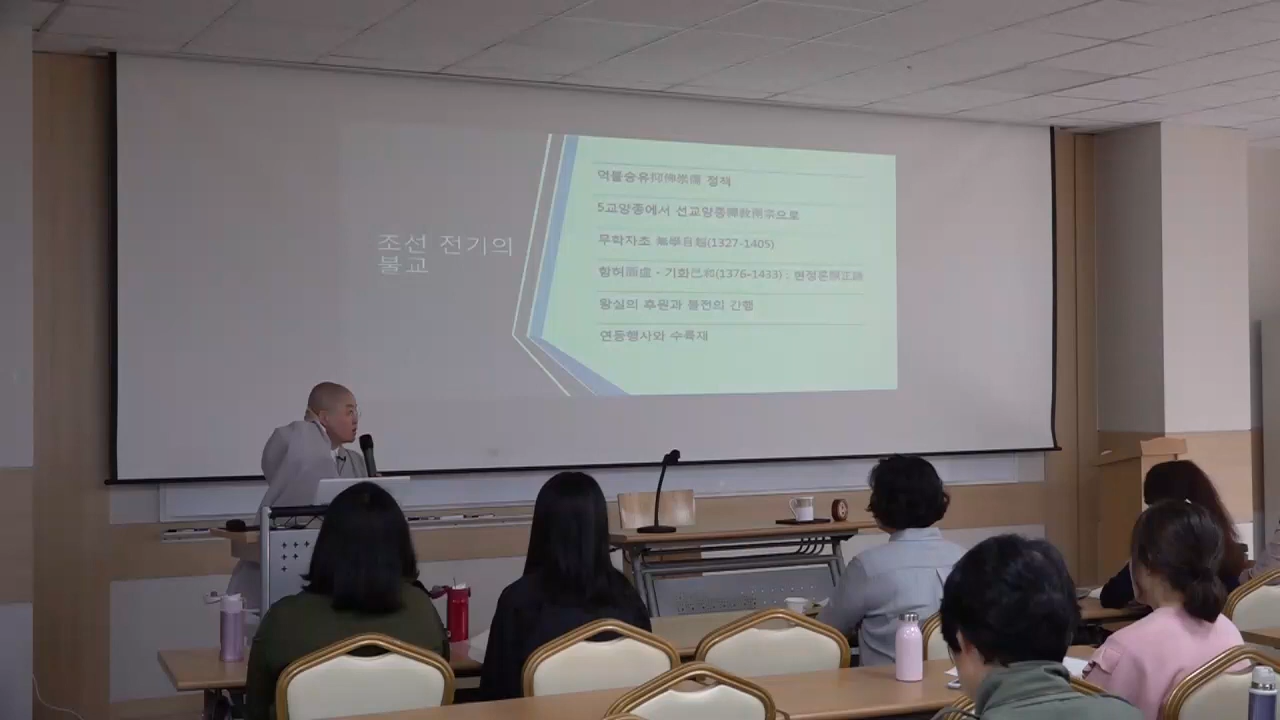 조선 전기의
불교
억불숭유抑佛崇儒 정책
5교양종에서 선교양종禪敎兩宗으로
무학자초 無學自超(1327-1405)
함허涵虛·기화己和(1376-1433) : 현정론顯正論
왕실의 후원과 불전의 간행
연등행사와 수륙재